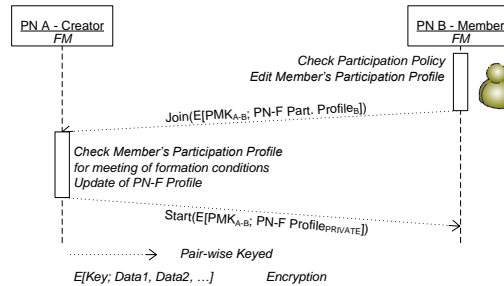 PN A - Creator
FM
PN B - Member
FM
Check Participation Policy
Edit Member's Participation Profile
Join(E[PMKA-B; PN-F Part. ProfileB])
Check Member's Participation Profile
for meeting of formation conditions
Update of PN-F Profile
Start(E[PMKA-B; PN-F ProfilePRIVATE])
Pair-wise Keyed
E[Key; Data1, Data2, …] Encryption